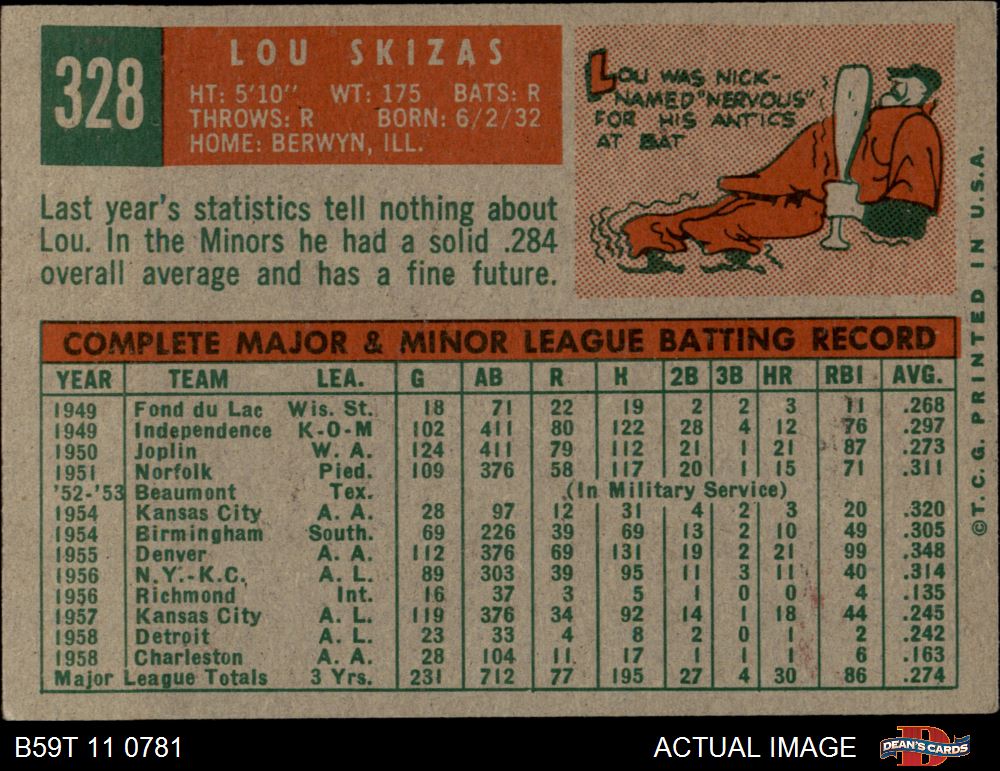 328
LOU SKIZAS
HT: 5'10" WT: 175 BATS: R
THROWS: R BORN: 6/2/32
HOME: BERWYN, ILL.
LOU WAS NICK-
NAMED "NERVOUS"
FOR HIS ANTICS
AT BAT
Last year's statistics tell nothing about
Lou. In the Minors he had a solid .284
overall average and has a fine future.
COMPLETE MAJOR & MINOR LEAGUE BATTING RECORD
YEAR TEAM LEA. G AB R H 2B 3B HR RBI AVG.
1949 Fond du Lac Wis. St. 18 71 22 19 2 2 3 11 .268
1949 Independence K-O-M 102 411 80 122 28 4 12 76 .297
1950 Joplin W. A. 124 411 79 112 21 1 21 87 .273
1951 Norfolk Pied. 109 376 58 117 20 1 15 71 .311
'52-'53 Beaumont Tex. (In Military Service)
1954 Kansas City A. A. 28 97 12 31 4 2 3 20 .320
1954 Birmingham South. 69 226 39 69 13 2 10 49 .305
1955 Denver A. A. 112 376 69 131 19 2 21 99 .348
1956 N.Y.-K.C. A. L. 89 303 39 95 11 3 11 40 .314
1956 Richmond Int. 16 37 3 5 1 0 0 4 .135
1957 Kansas City A. L. 119 376 34 92 14 1 18 44 .245
1958 Detroit A. L. 23 33 4 8 2 0 1 2 .242
1958 Charleston A. A. 28 104 11 17 1 1 1 6 .163
Major League Totals 3 Yrs. 231 712 77 195 27 4 30 86 .274
©T.C.G. PRINTED IN U.S.A.
B59T 11 0781
ACTUAL IMAGE
DEAN'S CARDS